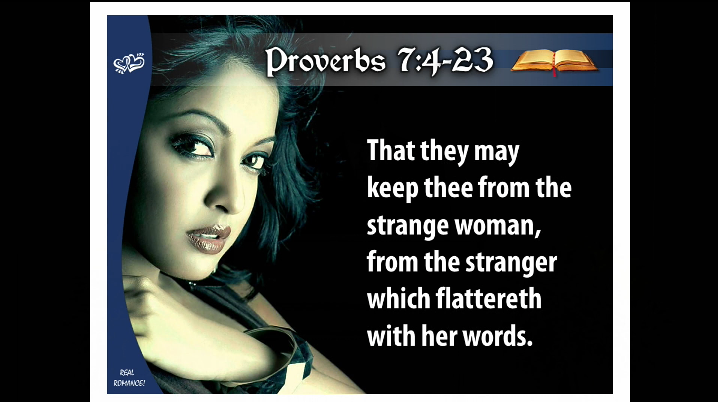 Proverbs 7:4-23
That they may
keep thee from the
strange woman,
from the stranger
which flattereth
with her words.
REAL
ROMANCE!